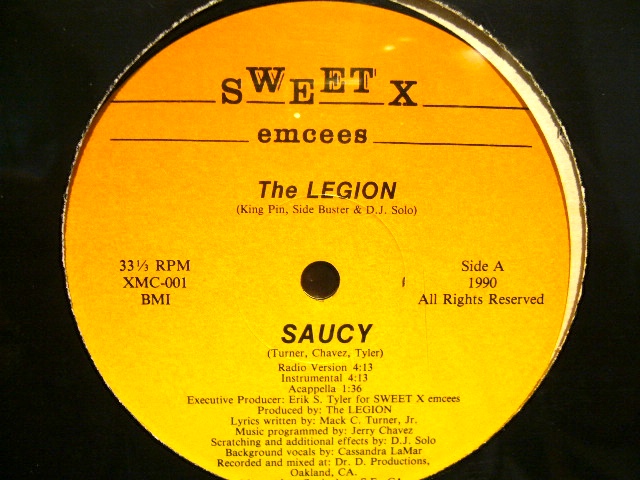 SWEET X
emcees
The LEGION
(King Pin, Side Buster & D.J. Solo)
33 1/3 RPM
XMC-001
BMI
Side A
1990
All Rights Reserved
SAUCY
(Turner, Chavez, Tyler)
Radio Version 4:13
Instrumental 4:13
Acappella 1:36
Executive Producer: Erik S. Tyler for SWEET X emcees
Produced by: The LEGION
Lyrics written by: Mack C. Turner, Jr.
Music programmed by: Jerry Chavez
Scratching and additional effects by: D.J. Solo
Background vocals by: Cassandra LaMar
Recorded and mixed at: Dr. D. Productions,
Oakland, CA.